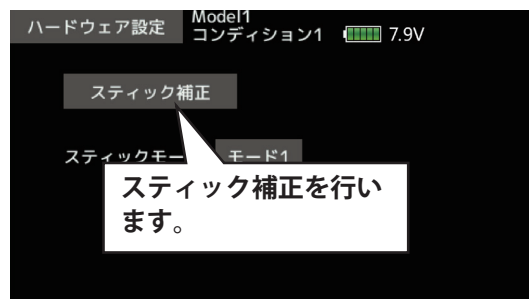 ハードウェア設定
Model1
コンディション1 7.9V
スティック補正
スティックモー モード1
スティック補正を行い
ます。